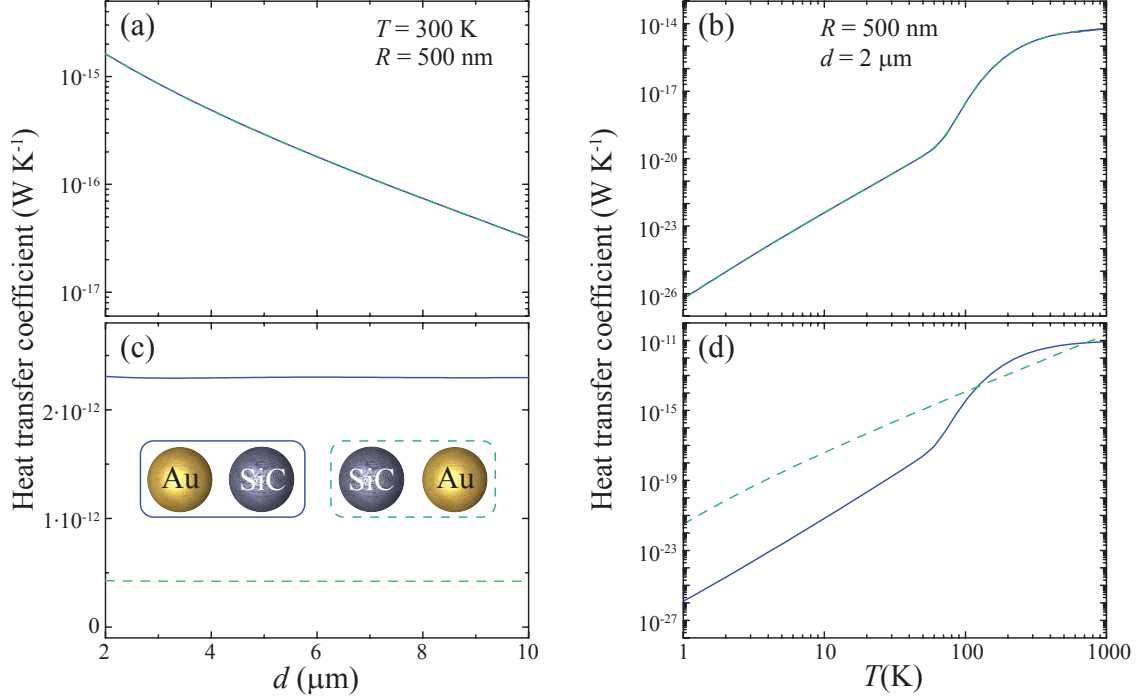 (a)
T = 300 K
R = 500 nm
10⁻¹⁵
10⁻¹⁶
10⁻¹⁷
Heat transfer coefficient (W K⁻¹)
(b)
R = 500 nm
d = 2 μm
10⁻¹⁴
10⁻¹⁷
10⁻²⁰
10⁻²³
10⁻²⁶
Heat transfer coefficient (W K⁻¹)
(c)
2·10⁻¹²
1·10⁻¹²
0
Au
SiC
SiC
Au
2 4 6 8 10
d (μm)
(d)
10⁻¹¹
10⁻¹⁵
10⁻¹⁹
10⁻²³
10⁻²⁷
1 10 100 1000
T(K)